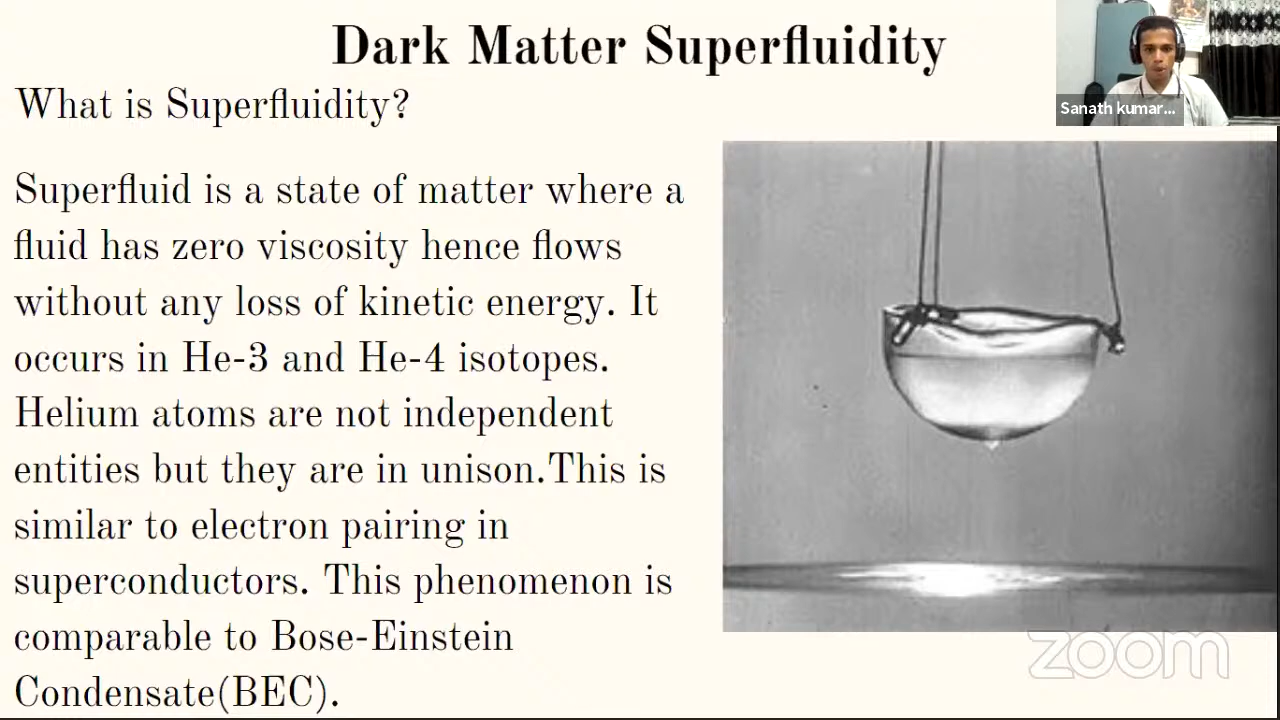 Dark Matter Superfluidity
What is Superfluidity?
Superfluid is a state of matter where a
fluid has zero viscosity hence flows
without any loss of kinetic energy. It
occurs in He-3 and He-4 isotopes.
Helium atoms are not independent
entities but they are in unison.This is
similar to electron pairing in
superconductors. This phenomenon is
comparable to Bose-Einstein
Condensate(BEC).
Sanath kumar...
zoom